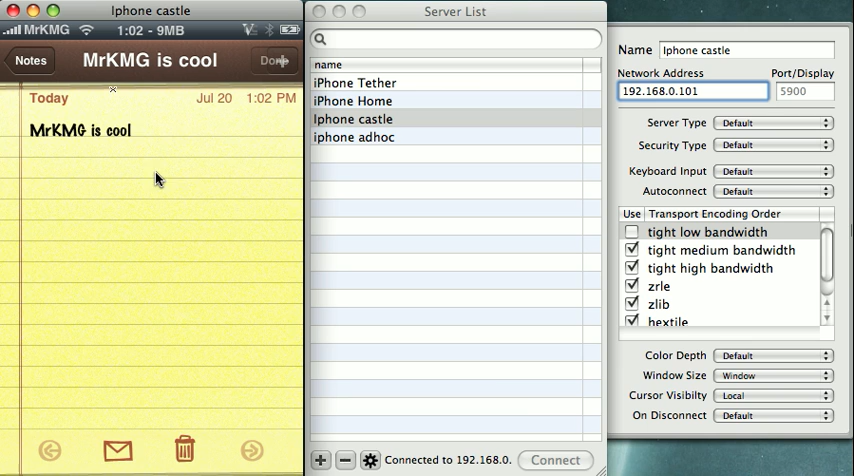 Iphone castle
MrKMG
1:02 - 9MB
Notes
MrKMG is cool
Today
Jul 20 1:02 PM
MrKMG is cool
Server List
name
iPhone Tether
iPhone Home
Iphone castle
iphone adhoc
Connected to 192.168.0.
Connect
Name Iphone castle
Network Address Port/Display
192.168.0.101 5900
Server Type Default
Security Type Default
Keyboard Input Default
Autoconnect Default
Use Transport Encoding Order
tight low bandwidth
tight medium bandwidth
tight high bandwidth
zrle
zlib
hextile
Color Depth Default
Window Size Window
Cursor Visibilty Local
On Disconnect Default